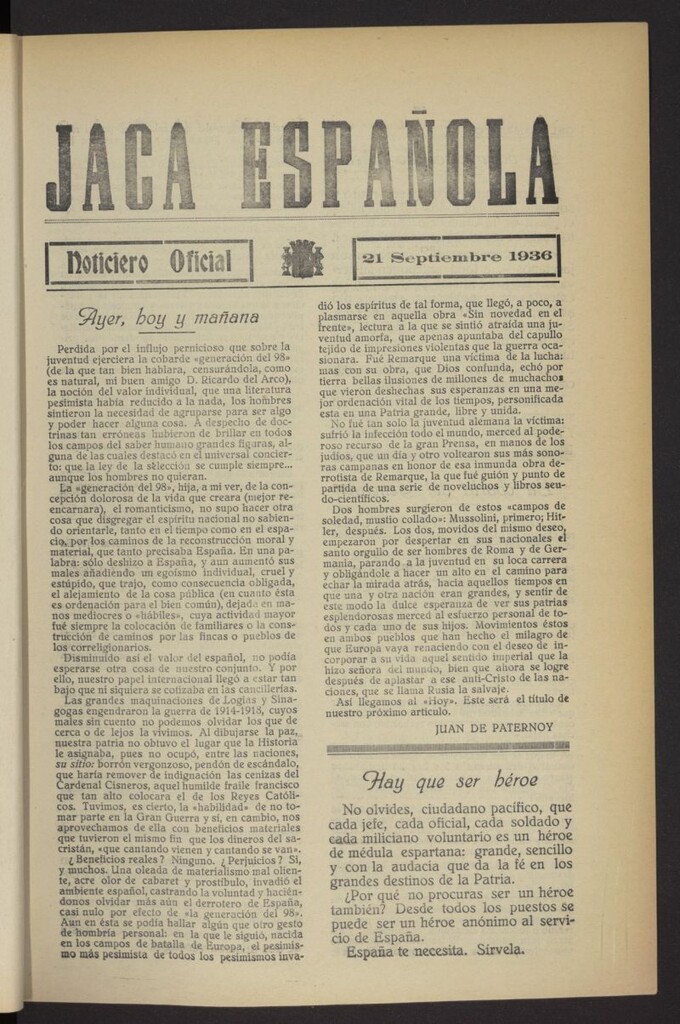 JACA ESPAÑOLA
Noticiero Oficial
21 Septiembre 1936
Ayer, hoy y mañana
Perdida por el influjo pernicioso que sobre la
juventud ejerciera la cobarde «generación del 98»
(de la que tan bien hablara, censurándola, como
es natural, mi buen amigo D. Ricardo del Arco),
la noción del valor individual, que una literatura
pesimista había reducido a la nada, los hombres
sintieron la necesidad de agruparse para ser algo
y poder hacer alguna cosa. A despecho de doc-
trinas tan erróneas hubieron de brillar en todos
los campos del saber humano grandes figuras, al-
guna de las cuales destacó en el universal concier-
to: que la ley de la selección se cumple siempre...
aunque los hombres no quieran.
La «generación del 98», hija, a mi ver, de la con-
cepción dolorosa de la vida que creara (mejor re-
encarnara), el romanticismo, no supo hacer otra
cosa que disgregar el espíritu nacional no sabien-
do orientarle, tanto en el tiempo como en el espa-
cio, por los caminos de la reconstrucción moral y
material, que tanto precisaba España. En una pa-
labra: sólo deshizo a España, y aun aumentó sus
males añadiendo un egoísmo individual, cruel y
estúpido, que trajo, como consecuencia obligada,
el alejamiento de la cosa pública (en cuanto ésta
es ordenación para el bien común), dejada en ma-
nos mediocres o «hábiles», cuya actividad mayor
fué siempre la colocación de familiares o la cons-
trucción de caminos por las fincas o pueblos de
los correligionarios.
Disminuido así el valor del español, no podía
esperarse otra cosa de nuestro conjunto. Y por
ello, nuestro papel internacional llegó a estar tan
bajo que ni siquiera se cotizaba en las cancillerías.
Las grandes maquinaciones de Logias y Sina-
gogas engendraron la guerra de 1914-1918, cuyos
males sin cuento no podemos olvidar los que de
cerca o de lejos la vivimos. Al dibujarse la paz,
nuestra patria no obtuvo el lugar que la Historia
le asignaba, pues no ocupó, entre las naciones,
su sitio: borrón vergonzoso, pendón de escándalo,
que haría remover de indignación las cenizas del
Cardenal Cisneros, aquel humilde fraile francisco
que tan alto colocara el de los Reyes Católi-
cos. Tuvimos, es cierto, la «habilidad» de no to-
mar parte en la Gran Guerra y sí, en cambio, nos
aprovechamos de ella con beneficios materiales
que tuvieron el mismo fin que los dineros del sa-
cristán, «que cantando vienen y cantando se van».
¿Beneficios reales? Ninguno. ¿Perjuicios? Sí,
y muchos. Una oleada de materialismo mal olien-
te, acre olor de cabaret y prostíbulo, invadió el
ambiente español, castrando la voluntad y hacién-
donos olvidar más aún el derrotero de España,
casi nulo por efecto de «la generación del 98».
Aun en ésta se podía hallar algún que otro gesto
de hombría personal: en la que le siguió, nacida
en los campos de batalla de Europa, el pesimis-
mo más pesimista de todos los pesimismos inva-
dió los espíritus de tal forma, que llegó, a poco, a
plasmarse en aquella obra «Sin novedad en el
frente», lectura a la que se sintió atraída una ju-
ventud amorfa, que apenas apuntaba del capullo
tejido de impresiones violentas que la guerra oca-
sionara. Fué Remarque una víctima de la lucha:
mas con su obra, que Dios confunda, echó por
tierra bellas ilusiones de millones de muchachos
que vieron deshechas sus esperanzas en una me-
jor ordenación vital de los tiempos, personificada
esta en una Patria grande, libre y unida.
No fué tan solo la juventud alemana la víctima:
sufrió la infección todo el mundo, merced al pode-
roso recurso de la gran Prensa, en manos de los
judíos, que un día y otro voltearon sus más sono-
ras campanas en honor de esa inmunda obra de-
rrotista de Remarque, la que fué guión y punto de
partida de una serie de noveluchos y libros seu-
do-científicos.
Dos hombres surgieron de estos «campos de
soledad, mustio collado»: Mussolini, primero; Hit-
ler, después. Los dos, movidos del mismo deseo,
empezaron por despertar en sus nacionales el
santo orgullo de ser hombres de Roma y de Ger-
mania, parando a la juventud en su loca carrera
y obligándole a hacer un alto en el camino para
echar la mirada atrás, hacia aquellos tiempos en
que una y otra nación eran grandes, y sentir de
este modo la dulce esperanza de ver sus patrias
esplendorosas merced al esfuerzo personal de to-
dos y cada uno de sus hijos. Movimientos éstos
en ambos pueblos que han hecho el milagro de
que Europa vaya renaciendo con el deseo de in-
corporar a su vida aquel sentido imperial que la
hizo señora del mundo, bien que ahora se logre
después de aplastar a ese anti-Cristo de las na-
ciones, que se llama Rusia la salvaje.
Así llegamos al «Hoy». Este será el título de
nuestro próximo artículo.
JUAN DE PATERNOY
Hay que ser héroe
No olvides, ciudadano pacífico, que
cada jefe, cada oficial, cada soldado y
cada miliciano voluntario es un héroe
de médula espartana: grande, sencillo
y con la audacia que da la fé en los
grandes destinos de la Patria.
¿Por qué no procuras ser un héroe
también? Desde todos los puestos se
puede ser un héroe anónimo al servi-
cio de España.
España te necesita. Sírvela.